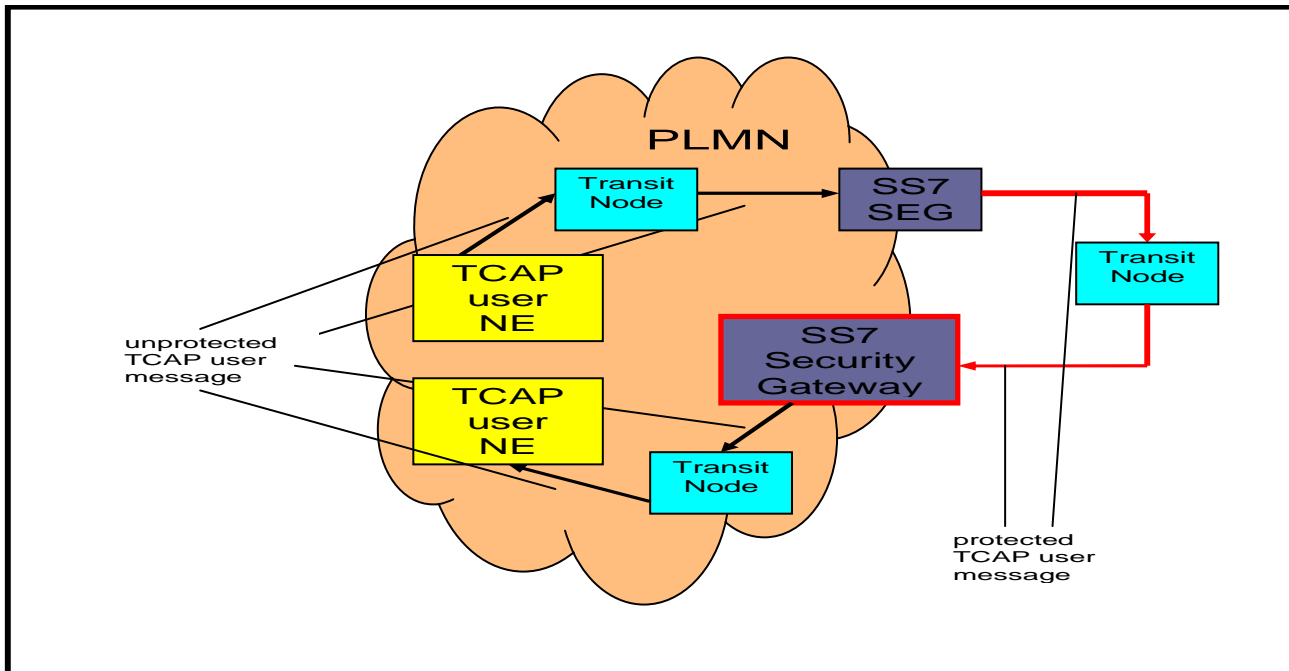 PLMN
Transit
Node
SS7
SEG
TCAP
user
NE
Transit
Node
SS7
Security
Gateway
unprotected
TCAP user
message
TCAP
user
NE
Transit
Node
protected
TCAP user
message